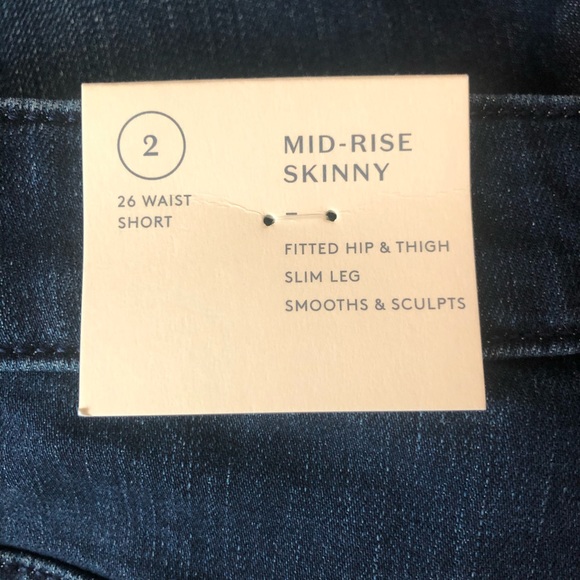 2
26 WAIST
SHORT
MID-RISE
SKINNY
FITTED HIP & THIGH
SLIM LEG
SMOOTHS & SCULPTS